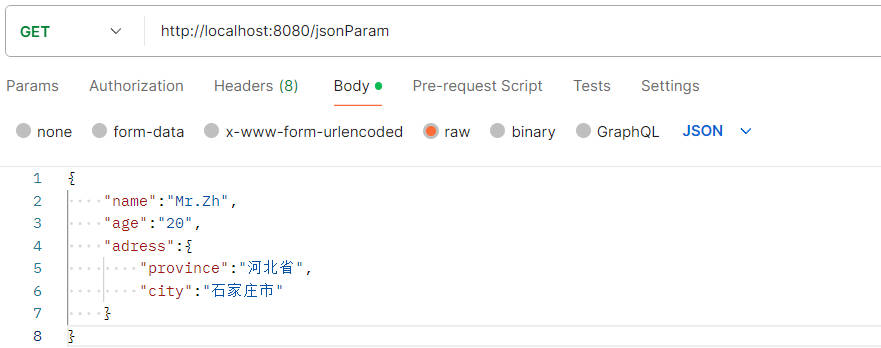 GET http://localhost:8080/jsonParam
Params Authorization Headers (8) Body Pre-request Script Tests Settings
none form-data x-www-form-urlencoded raw binary GraphQL JSON
1 {
2 "name":"Mr.Zh",
3 "age":"20",
4 "adress":{
5 "province":"河北省",
6 "city":"石家庄市"
7 }
8 }